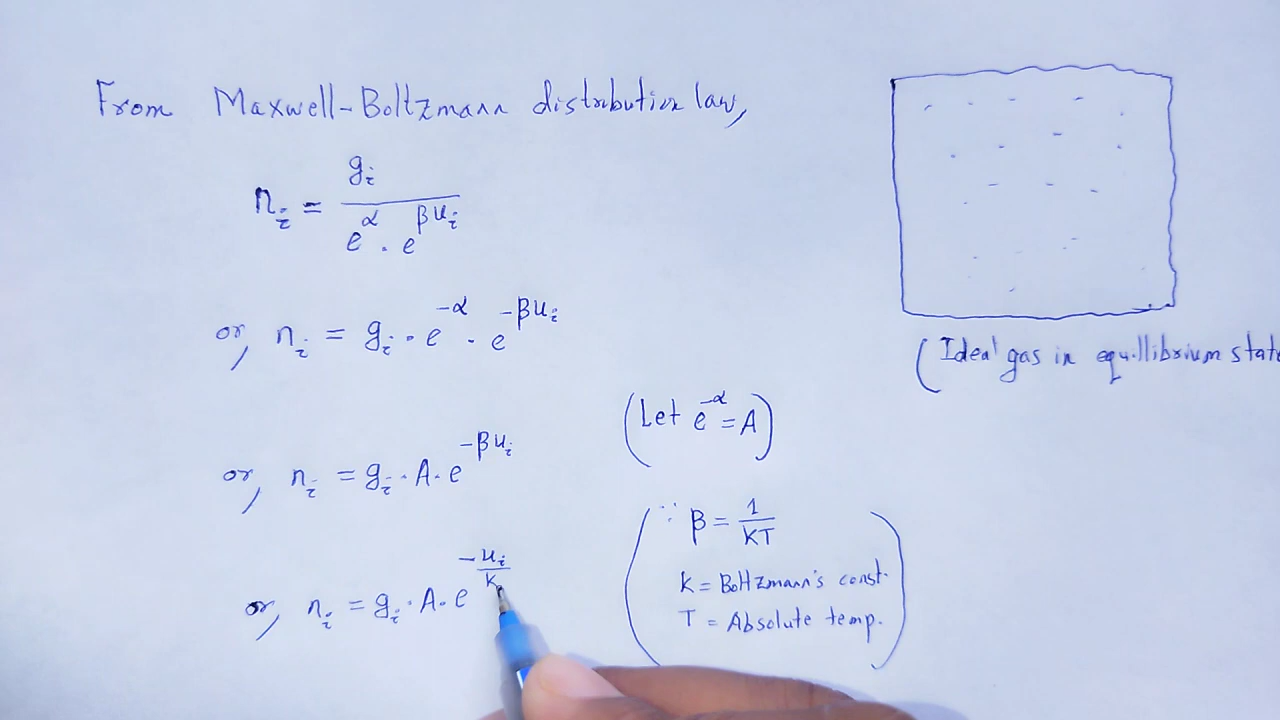 From Maxwell-Boltzmann distribution law,
nᵢ = gᵢ / (e^α · e^(βuᵢ))
or, nᵢ = gᵢ · e^(-α) · e^(-βuᵢ)
or, nᵢ = gᵢ · A · e^(-βuᵢ)
or, nᵢ = gᵢ · A · e^(-uᵢ/K
(Ideal gas in equillibrium state
(Let e^(-α) = A)
(∵ β = 1/KT
K = Boltzmann's const.
T = Absolute temp.)